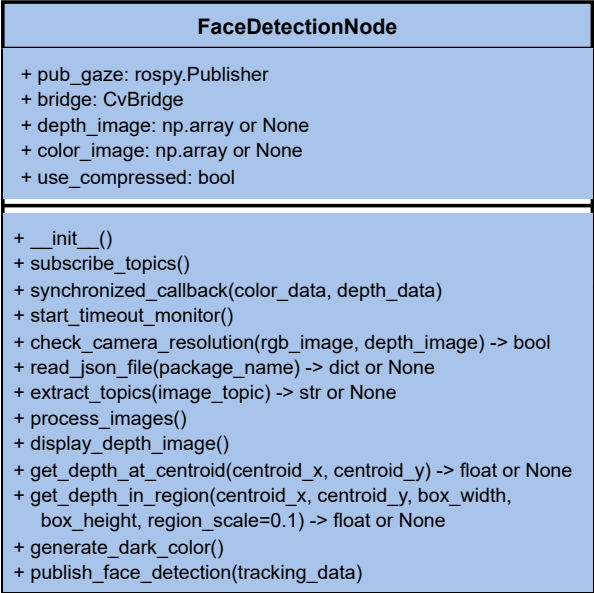 FaceDetectionNode
+ pub_gaze: rospy.Publisher
+ bridge: CvBridge
+ depth_image: np.array or None
+ color_image: np.array or None
+ use_compressed: bool
+ __init__()
+ subscribe_topics()
+ synchronized_callback(color_data, depth_data)
+ start_timeout_monitor()
+ check_camera_resolution(rgb_image, depth_image) -> bool
+ read_json_file(package_name) -> dict or None
+ extract_topics(image_topic) -> str or None
+ process_images()
+ display_depth_image()
+ get_depth_at_centroid(centroid_x, centroid_y) -> float or None
+ get_depth_in_region(centroid_x, centroid_y, box_width,
box_height, region_scale=0.1) -> float or None
+ generate_dark_color()
+ publish_face_detection(tracking_data)